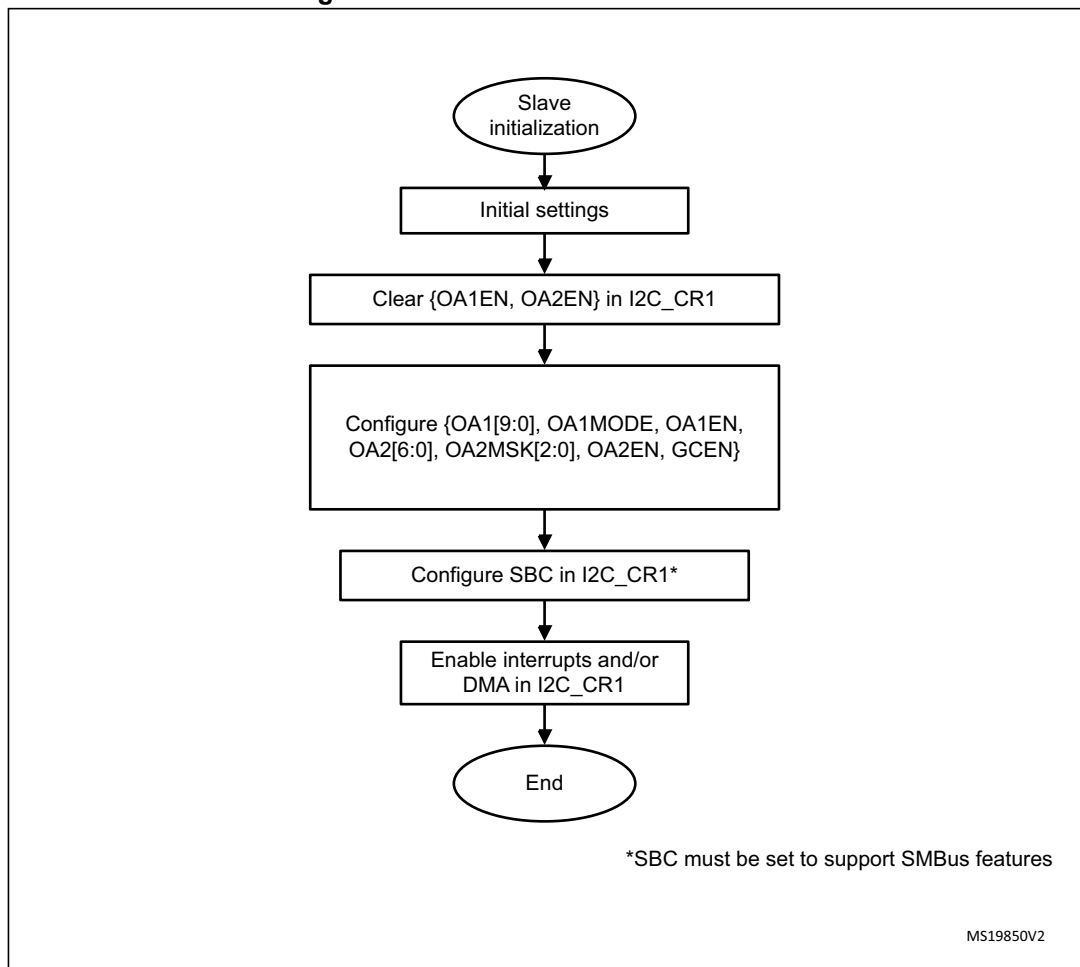 Slave
initialization
Initial settings
Clear {OA1EN, OA2EN} in I2C_CR1
Configure {OA1[9:0], OA1MODE, OA1EN,
OA2[6:0], OA2MSK[2:0], OA2EN, GCEN}
Configure SBC in I2C_CR1*
Enable interrupts and/or
DMA in I2C_CR1
End
*SBC must be set to support SMBus features
MS19850V2